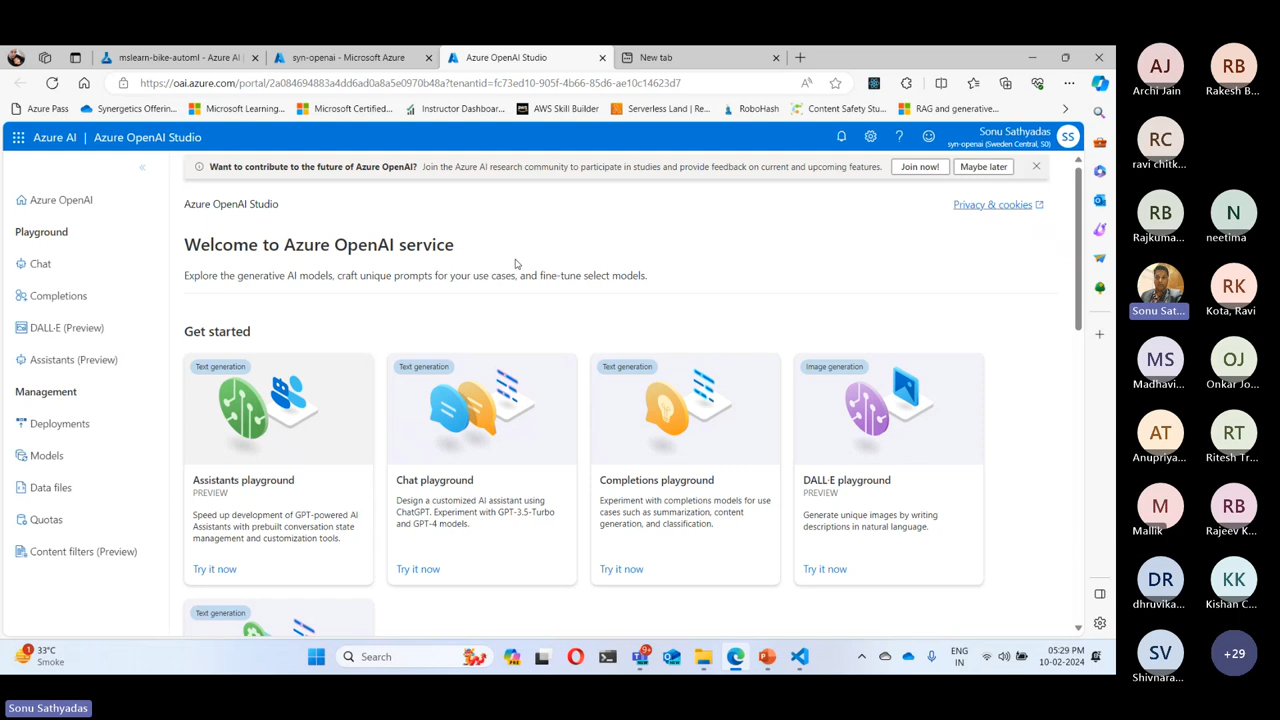 mslearn-bike-automl - Azure AI |
syn-openai - Microsoft Azure
Azure OpenAI Studio
New tab
https://oai.azure.com/portal/2a084694883a4dd6ad0a8a5e0970b48a?tenantid=fc73ed10-905f-4b66-85d6-ae10c14623d7
Azure Pass
Synergetics Offerin...
Microsoft Learning...
Microsoft Certified...
Instructor Dashboar...
AWS Skill Builder
Serverless Land | Re...
RoboHash
Content Safety Stu...
RAG and generative...
Azure AI | Azure OpenAI Studio
Sonu Sathyadas
syn-openai (Sweden Central, S0)
SS
Want to contribute to the future of Azure OpenAI? Join the Azure AI research community to participate in studies and provide feedback on current and upcoming features.
Join now!
Maybe later
Azure OpenAI
Playground
Chat
Completions
DALL·E (Preview)
Assistants (Preview)
Management
Deployments
Models
Data files
Quotas
Content filters (Preview)
Azure OpenAI Studio
Privacy & cookies
Welcome to Azure OpenAI service
Explore the generative AI models, craft unique prompts for your use cases, and fine-tune select models.
Get started
Text generation
Assistants playground
PREVIEW
Speed up development of GPT-powered AI
Assistants with prebuilt conversation state
management and customization tools.
Try it now
Text generation
Chat playground
Design a customized AI assistant using
ChatGPT. Experiment with GPT-3.5-Turbo
and GPT-4 models.
Try it now
Text generation
Completions playground
Experiment with completions models for use
cases such as summarization, content
generation, and classification.
Try it now
Image generation
DALL·E playground
PREVIEW
Generate unique images by writing
descriptions in natural language.
Try it now
Text generation
1
33°C
Smoke
Search
9+
ENG
IN
05:29 PM
10-02-2024
AJ
Archi Jain
RB
Rakesh B...
RC
ravi chitk...
RB
Rajkuma...
N
neetima
Sonu Sat...
RK
Kota, Ravi
MS
Madhavi...
OJ
Onkar Jo...
AT
Anupriya...
RT
Ritesh Tr...
M
Mallik
RB
Rajeev K...
DR
dhruvika...
KK
Kishan C...
SV
Shivnara...
+29
Sonu Sathyadas